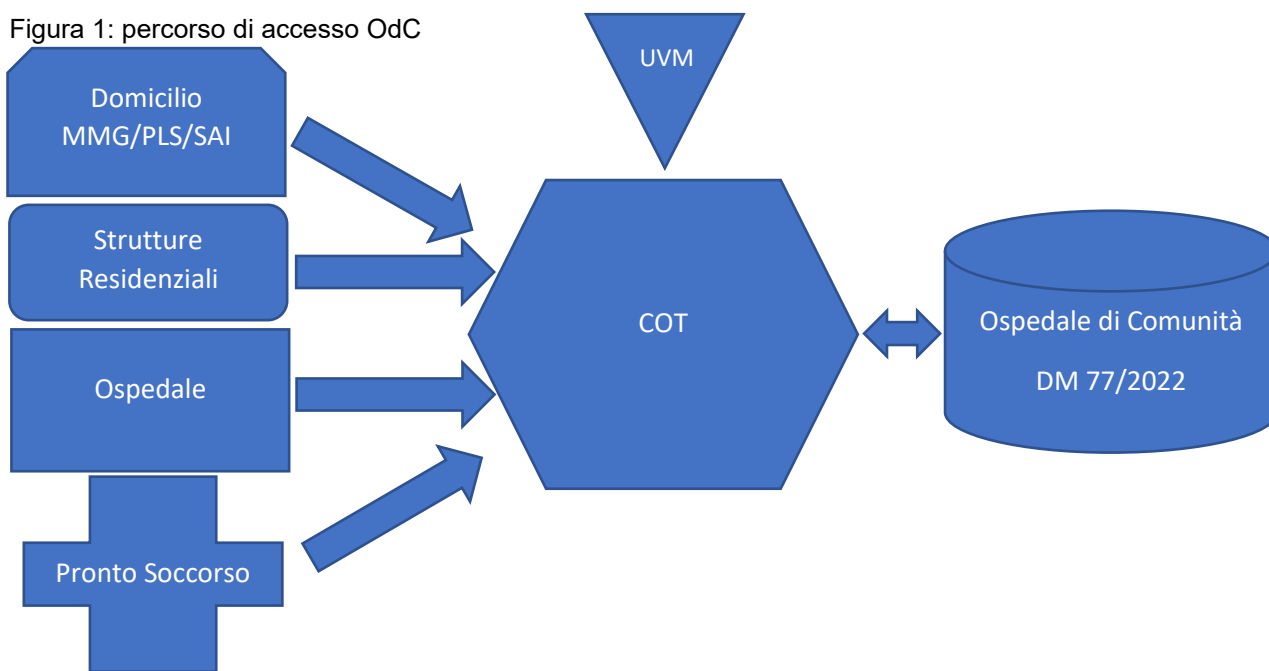 Figura 1: percorso di accesso OdC
UVM
Domicilio
MMG/PLS/SAI
Strutture
Residenziali
Ospedale
Pronto Soccorso
COT
Ospedale di Comunità
DM 77/2022